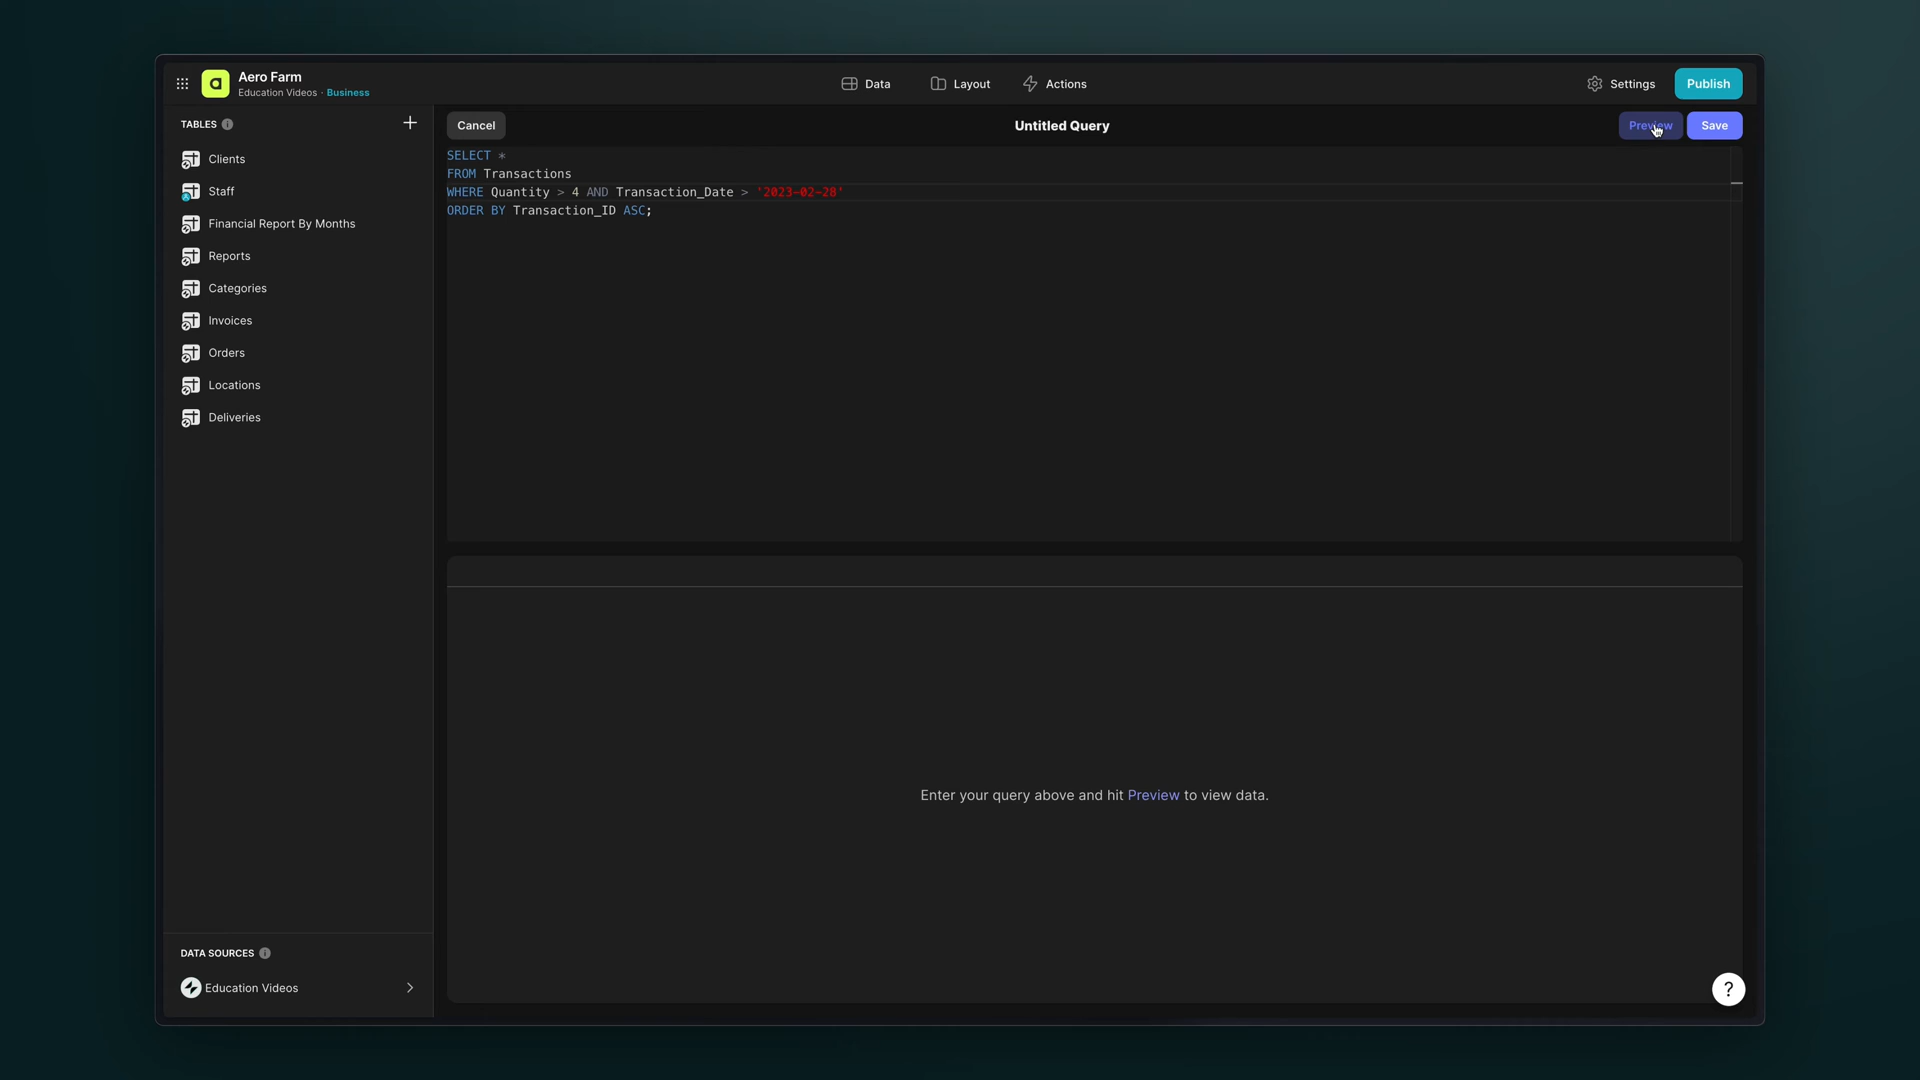 a
Aero Farm
Education Videos · Business
Data
Layout
Actions
Settings
Publish
TABLES
Cancel
Untitled Query
Preview
Save
Clients
Staff
Financial Report By Months
Reports
Categories
Invoices
Orders
Locations
Deliveries
SELECT *
FROM Transactions
WHERE Quantity > 4 AND Transaction_Date > '2023-02-28'
ORDER BY Transaction_ID ASC;
Enter your query above and hit Preview to view data.
DATA SOURCES
Education Videos
?